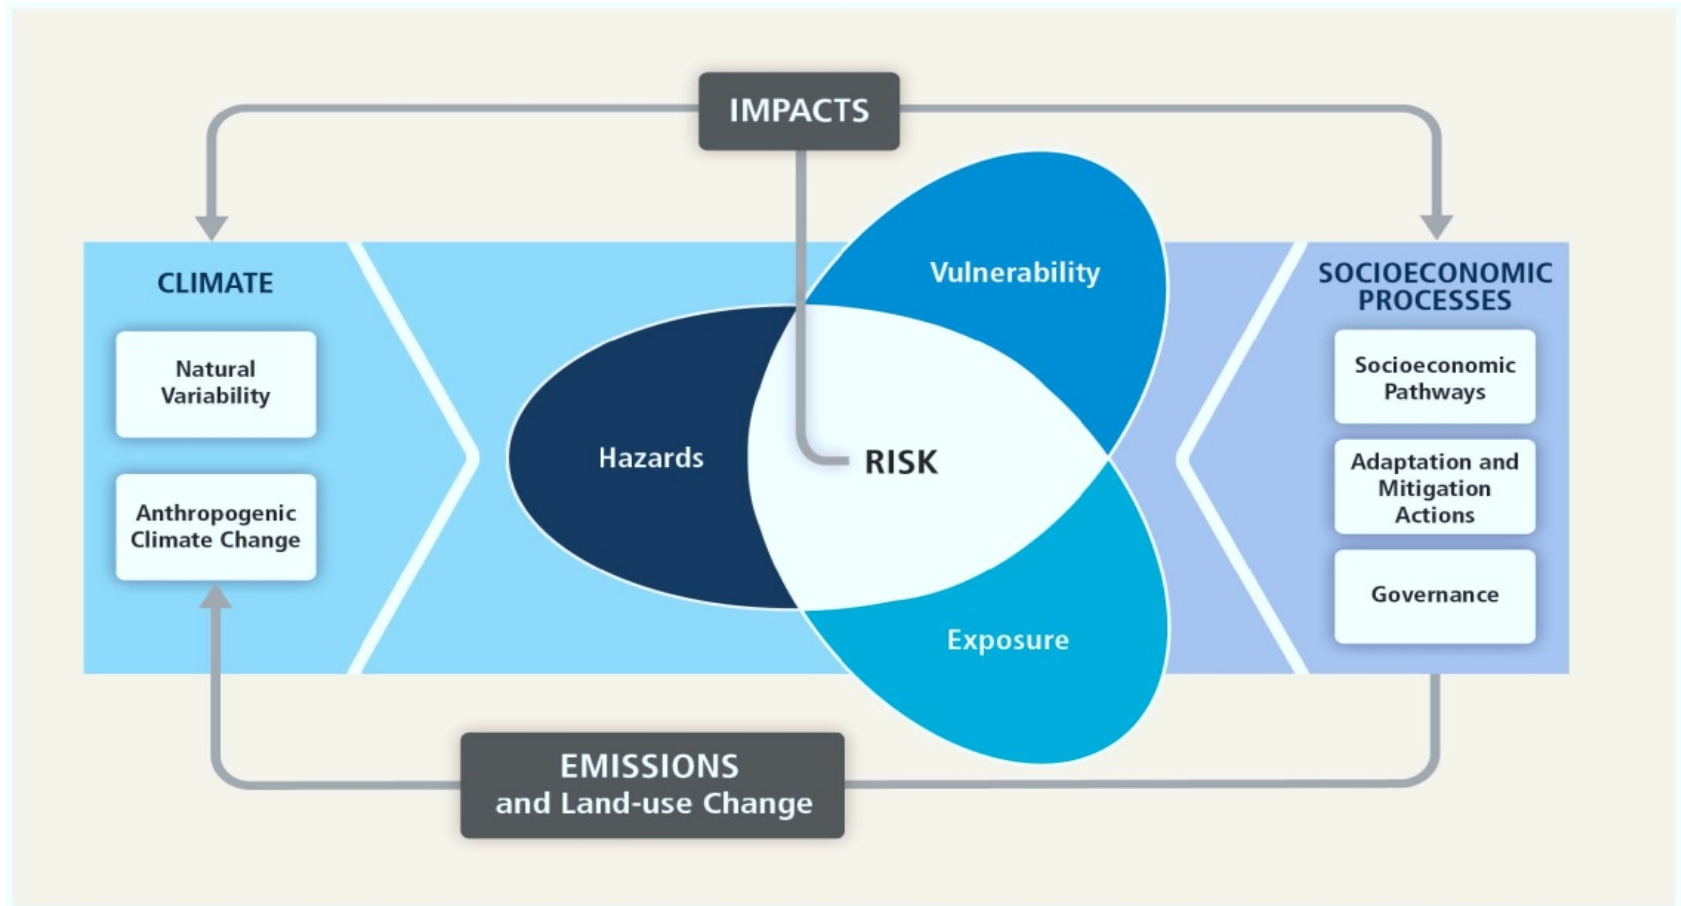 IMPACTS
Vulnerability
CLIMATE
Natural
Variability
Anthropogenic
Climate Change
Hazards
RISK
Exposure
SOCIOECONOMIC
PROCESSES
Socioeconomic
Pathways
Adaptation and
Mitigation
Actions
Governance
EMISSIONS
and Land-use Change